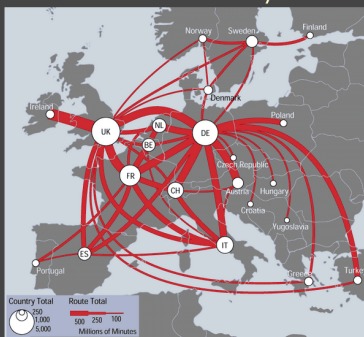 Norway
Sweden
Finland
Denmark
Ireland
UK
NL
DE
Poland
BE
Czech Republic
FR
CH
Austria
Hungary
Croatia
Yugoslavia
IT
ES
Portugal
Greece
Turke
Country Total
Route Total
250
1,000
5,000
500 250 100
Millions of Minutes